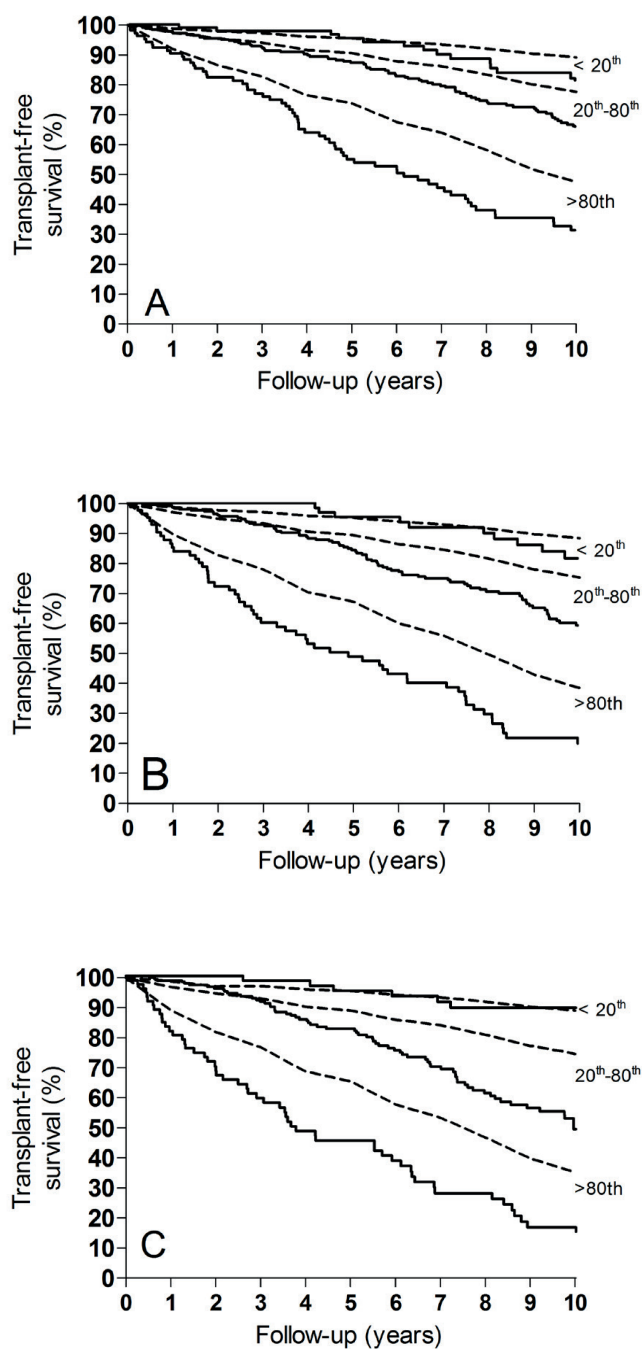 100
90
80
70
60
50
40
30
20
10
0
Transplant-free
survival (%)
< 20th
20th-80th
>80th
A
0 1 2 3 4 5 6 7 8 9 10
Follow-up (years)
100
90
80
70
60
50
40
30
20
10
0
Transplant-free
survival (%)
< 20th
20th-80th
>80th
B
0 1 2 3 4 5 6 7 8 9 10
Follow-up (years)
100
90
80
70
60
50
40
30
20
10
0
Transplant-free
survival (%)
< 20th
20th-80th
>80th
C
0 1 2 3 4 5 6 7 8 9 10
Follow-up (years)